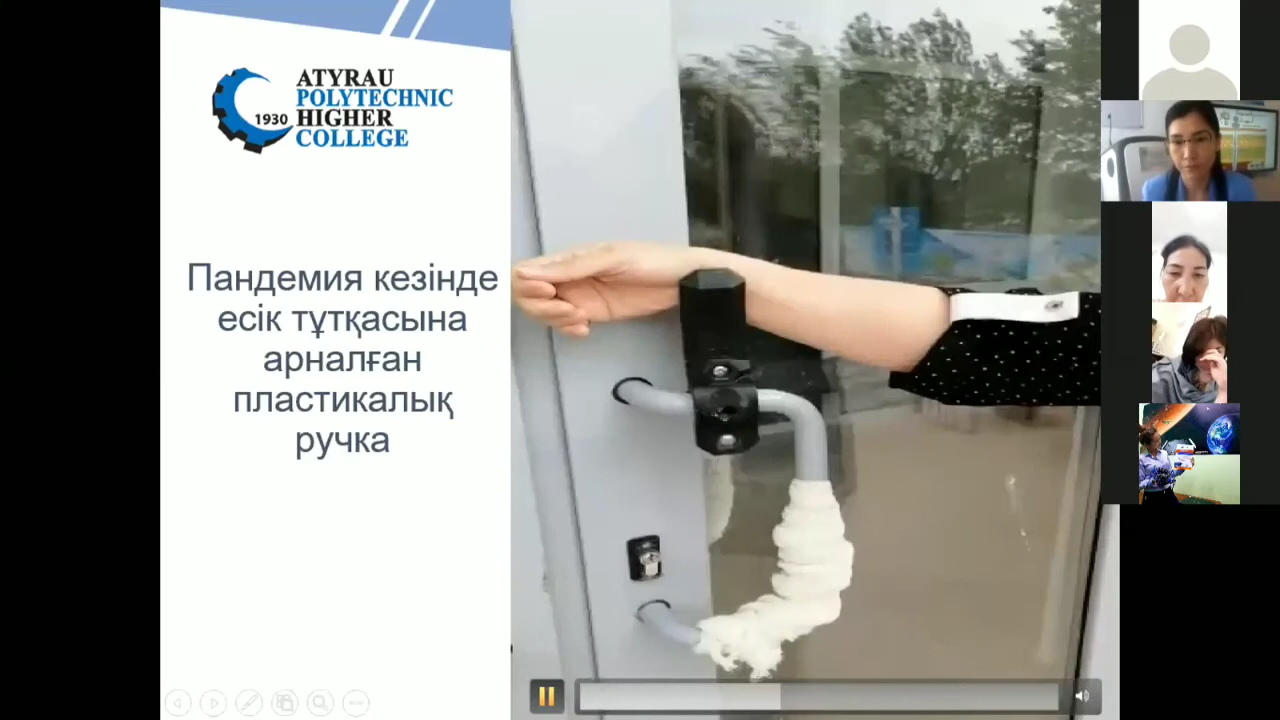 ATYRAU
POLYTECHNIC
1930 HIGHER
COLLEGE
Пандемия кезінде
есік тұтқасына
арналған
пластикалық
ручка